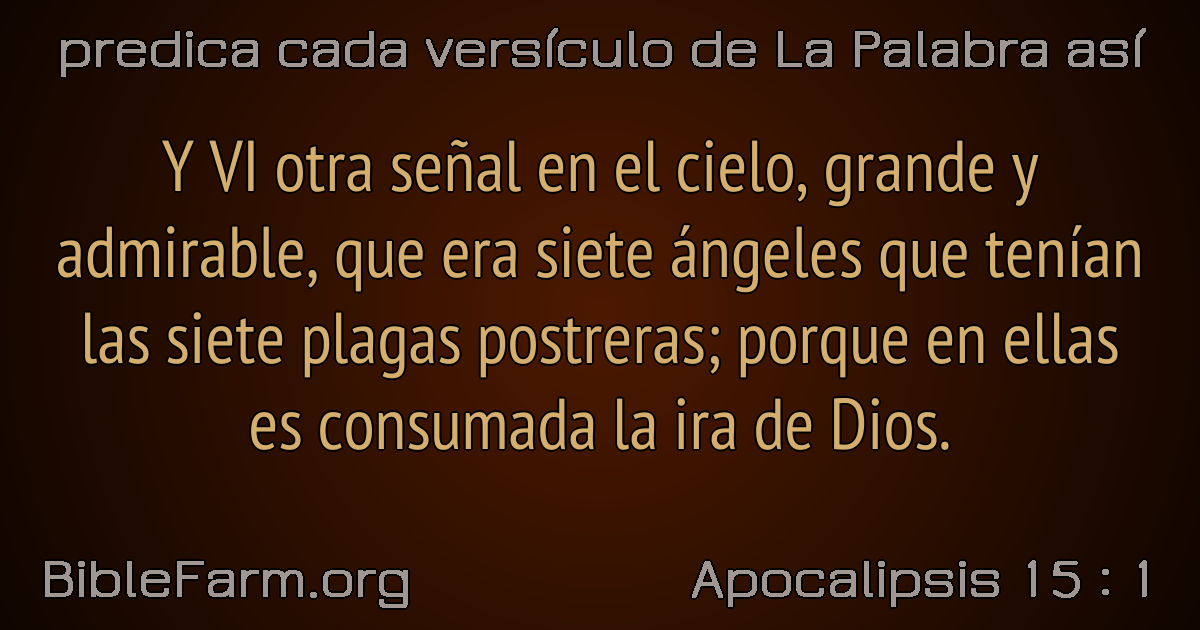 predica cada versículo de La Palabra así
Y VI otra señal en el cielo, grande y
admirable, que era siete ángeles que tenían
las siete plagas postreras; porque en ellas
es consumada la ira de Dios.
BibleFarm.org
Apocalipsis 15 : 1